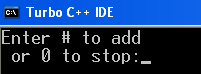 Turbo C++ IDE
Enter # to add
or 0 to stop:_